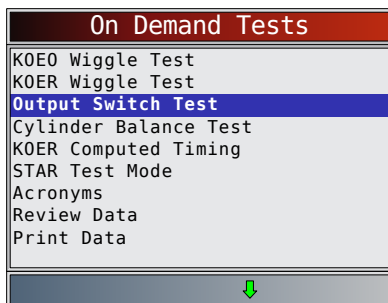 On Demand Tests
KOEO Wiggle Test
KOER Wiggle Test
Output Switch Test
Cylinder Balance Test
KOER Computed Timing
STAR Test Mode
Acronyms
Review Data
Print Data